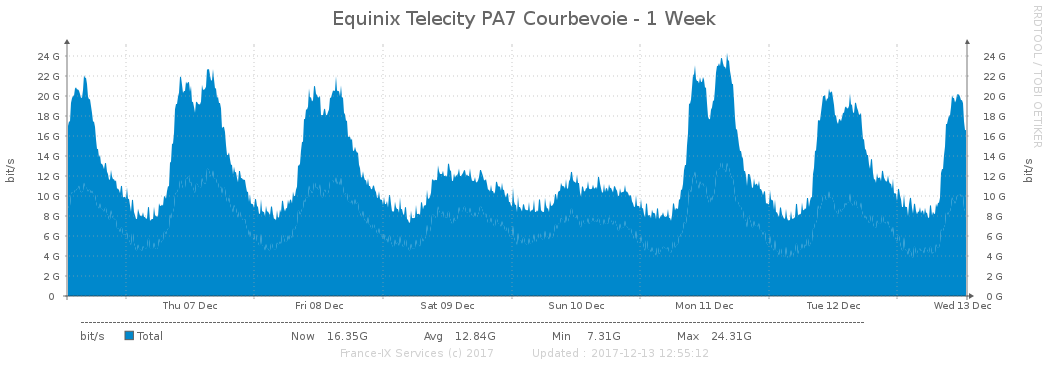 Equinix Telecity PA7 Courbevoie - 1 Week
RRDTOOL / TOBI OETIKER
bit/s
24 G 24 G
22 G 22 G
20 G 20 G
18 G 18 G
16 G 16 G
14 G 14 G
12 G 12 G
10 G 10 G
8 G 8 G
6 G 6 G
4 G 4 G
2 G 2 G
0 0 G
bit/s
Thu 07 Dec Fri 08 Dec Sat 09 Dec Sun 10 Dec Mon 11 Dec Tue 12 Dec Wed 13 Dec
bit/s Total Now 16.35G Avg 12.84G Min 7.31G Max 24.31G
France-IX Services (c) 2017 Updated : 2017-12-13 12:55:12